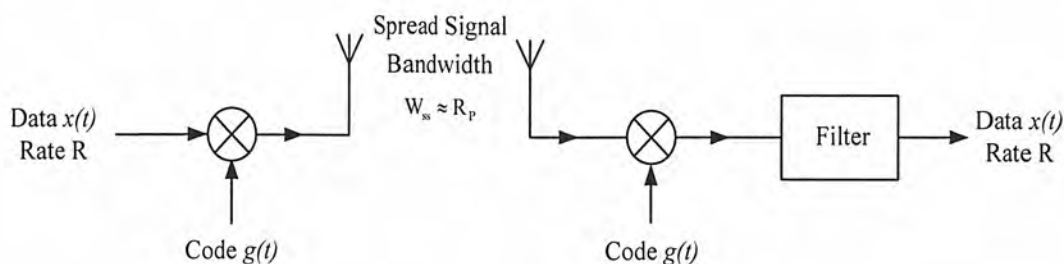 Spread Signal
Bandwidth
W_ss ≈ R_P
Data x(t)
Rate R
Code g(t)
Code g(t)
Filter
Data x(t)
Rate R